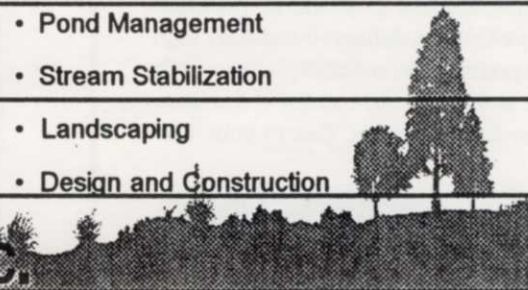 • Pond Management
• Stream Stabilization
• Landscaping
• Design and Construction
C.